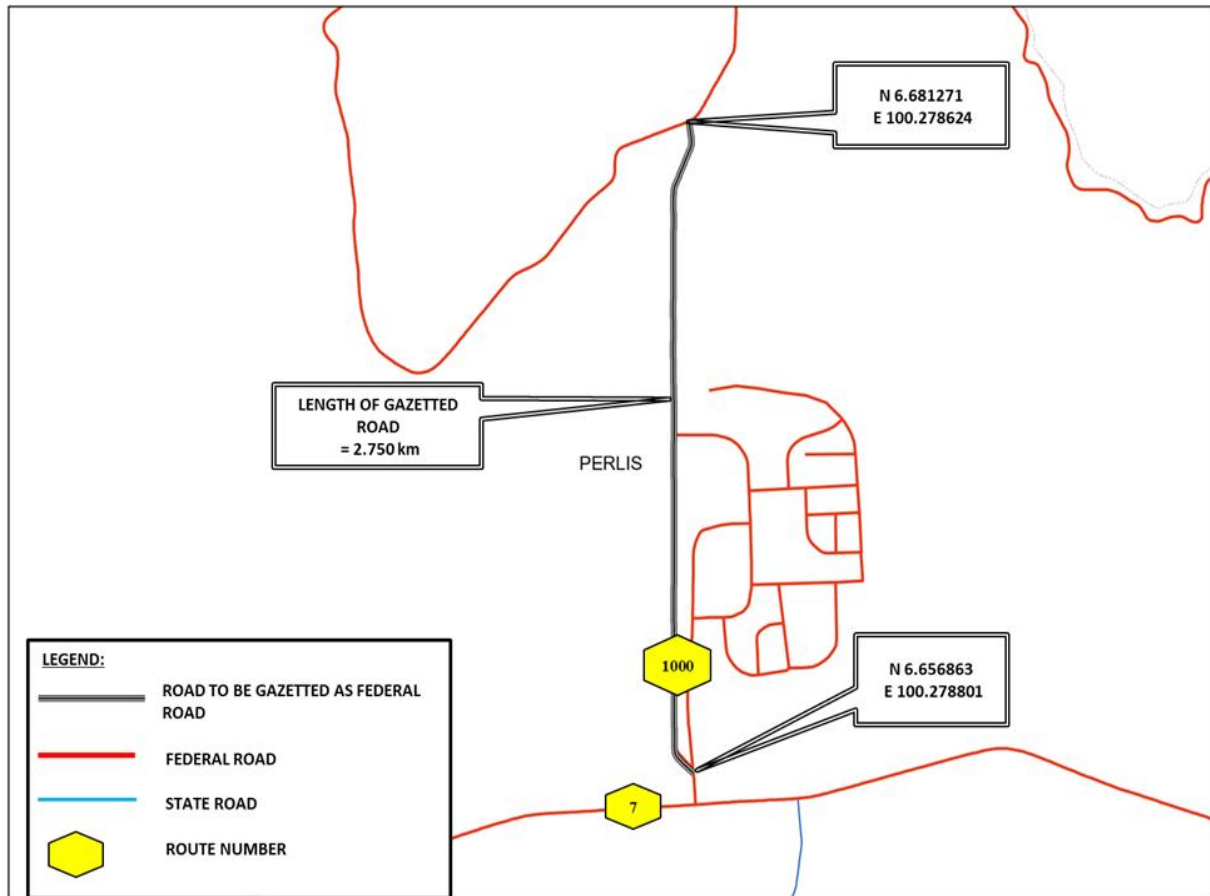 N 6.681271
E 100.278624
LENGTH OF GAZETTED
ROAD
= 2.750 km
PERLIS
1000
N 6.656863
E 100.278801
7
LEGEND:
ROAD TO BE GAZETTED AS FEDERAL
ROAD
FEDERAL ROAD
STATE ROAD
ROUTE NUMBER